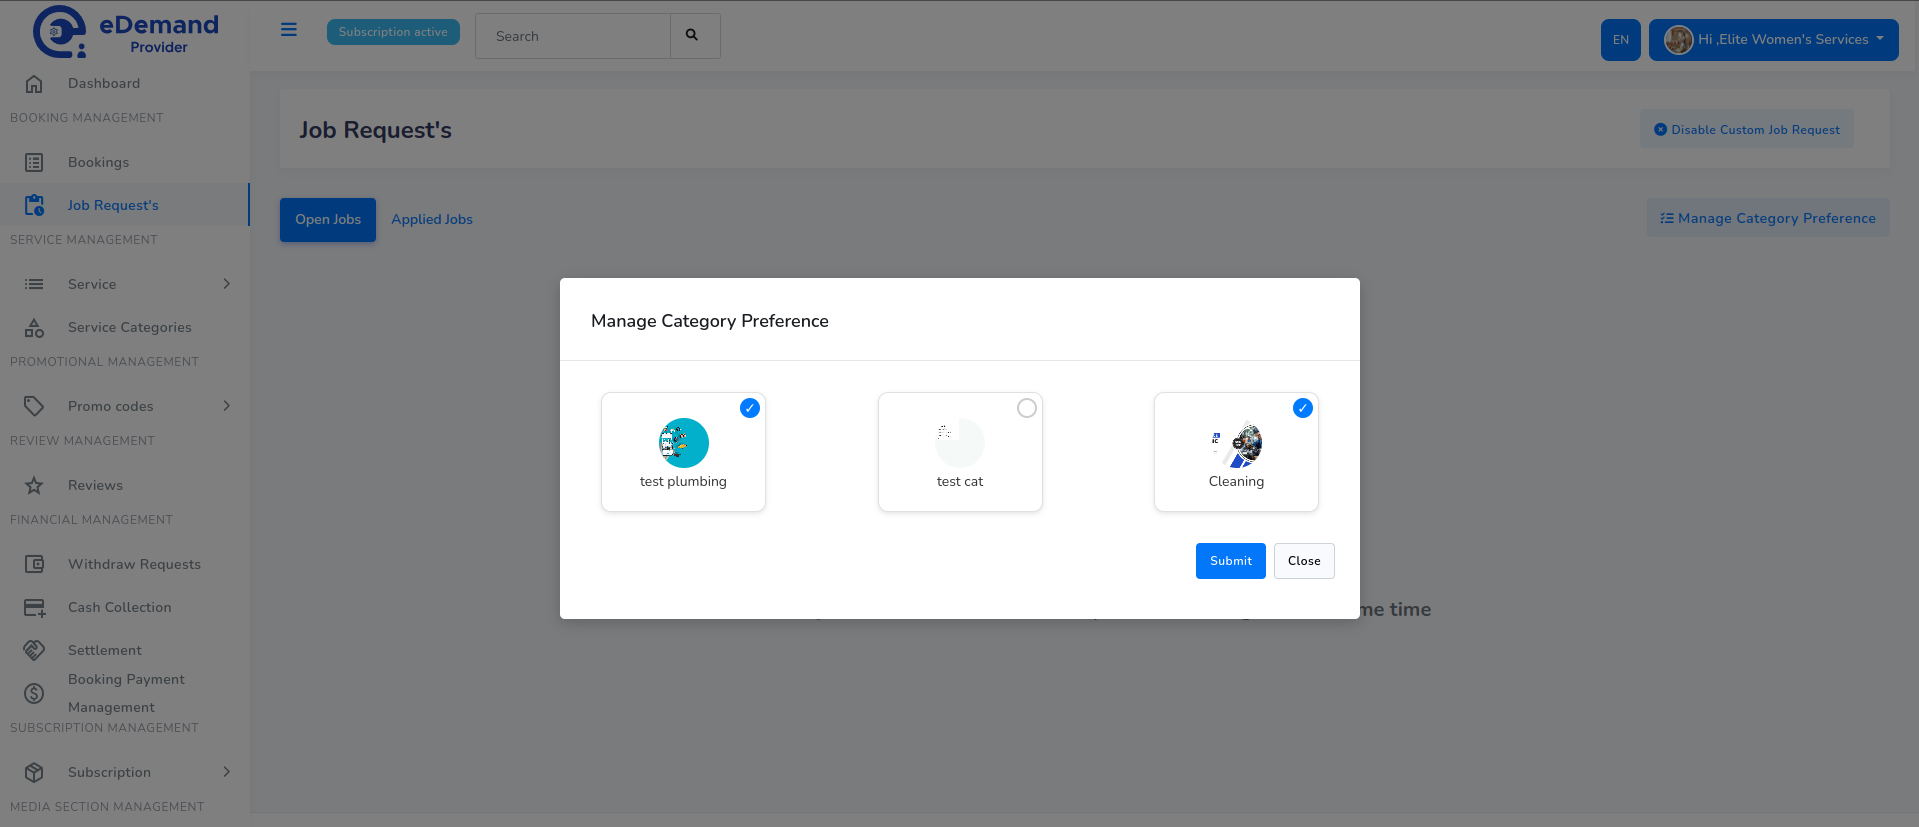 eDemand
Provider
Subscription active
Search
EN
Hi ,Elite Women's Services
Dashboard
BOOKING MANAGEMENT
Bookings
Job Request's
SERVICE MANAGEMENT
Service
Service Categories
PROMOTIONAL MANAGEMENT
Promo codes
REVIEW MANAGEMENT
Reviews
FINANCIAL MANAGEMENT
Withdraw Requests
Cash Collection
Settlement
Booking Payment
Management
SUBSCRIPTION MANAGEMENT
Subscription
MEDIA SECTION MANAGEMENT
Job Request's
Disable Custom Job Request
Open Jobs
Applied Jobs
Manage Category Preference
Manage Category Preference
test plumbing
test cat
Cleaning
Submit
Close
me time